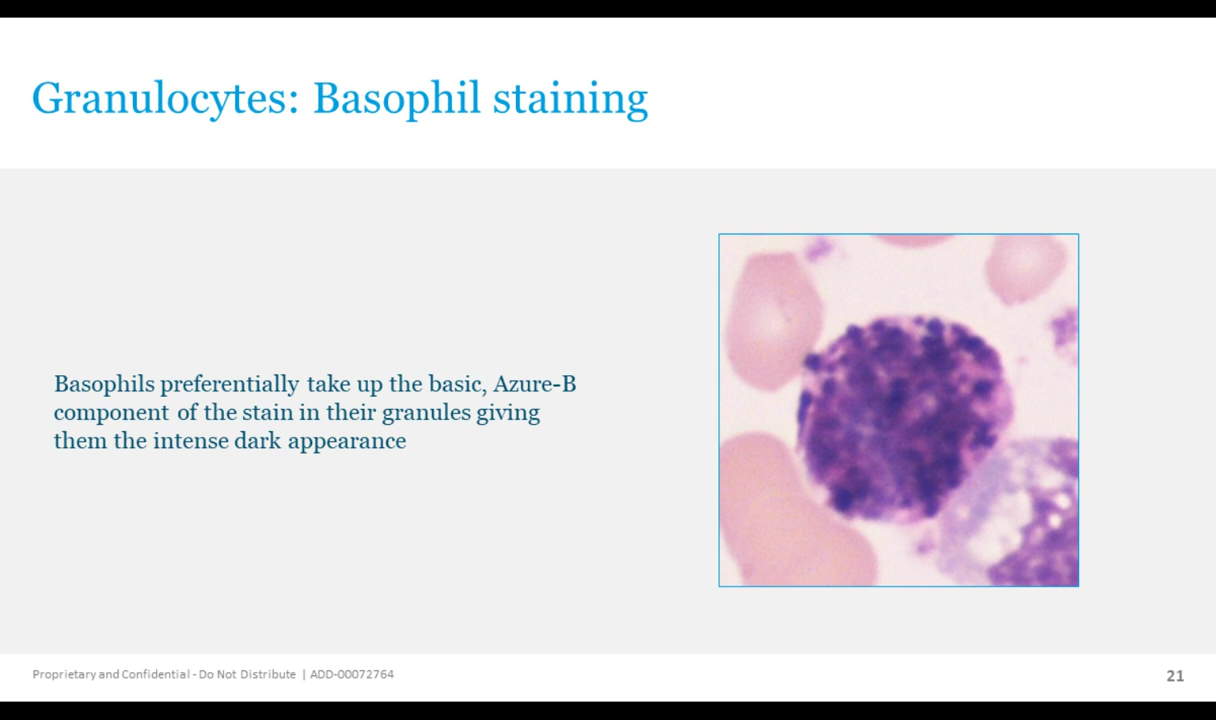 Granulocytes: Basophil staining
Basophils preferentially take up the basic, Azure-B
component of the stain in their granules giving
them the intense dark appearance
Proprietary and Confidential - Do Not Distribute | ADD-00072764
21